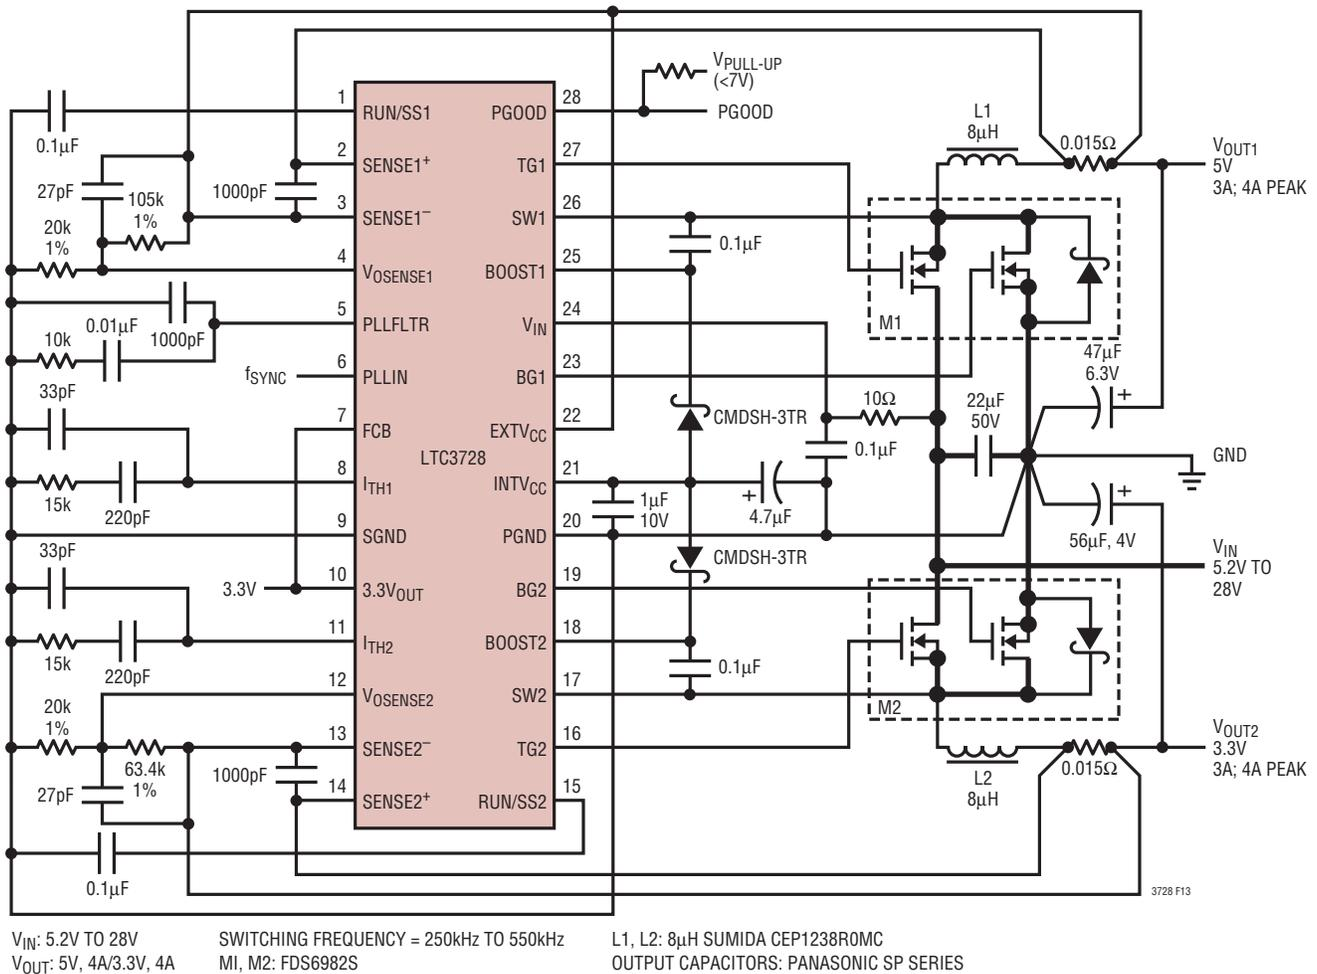 V_PULL-UP
(<7V)
1
RUN/SS1
PGOOD
28
PGOOD
0.1µF
L1
8µH
0.015Ω
V_OUT1
5V
3A; 4A PEAK
2
SENSE1+
TG1
27
27pF
105k
1%
1000pF
3
SENSE1−
SW1
26
20k
1%
0.1µF
4
V_OSENSE1
BOOST1
25
0.01µF
1000pF
5
PLLFLTR
V_IN
24
M1
10k
f_SYNC
6
PLLIN
BG1
23
47µF
6.3V
+
33pF
CMDSH-3TR
10Ω
22µF
50V
7
FCB
EXTV_CC
22
0.1µF
LTC3728
GND
15k
220pF
8
I_TH1
INTV_CC
21
1µF
10V
+
4.7µF
+
56µF, 4V
9
SGND
PGND
20
33pF
CMDSH-3TR
V_IN
5.2V TO
28V
3.3V
10
3.3V_OUT
BG2
19
15k
220pF
11
I_TH2
BOOST2
18
0.1µF
12
V_OSENSE2
SW2
17
M2
20k
1%
63.4k
1%
27pF
1000pF
13
SENSE2−
TG2
16
L2
8µH
0.015Ω
V_OUT2
3.3V
3A; 4A PEAK
14
SENSE2+
RUN/SS2
15
0.1µF
3728 F13
V_IN: 5.2V TO 28V
V_OUT: 5V, 4A/3.3V, 4A
SWITCHING FREQUENCY = 250kHz TO 550kHz
MI, M2: FDS6982S
L1, L2: 8µH SUMIDA CEP1238R0MC
OUTPUT CAPACITORS: PANASONIC SP SERIES